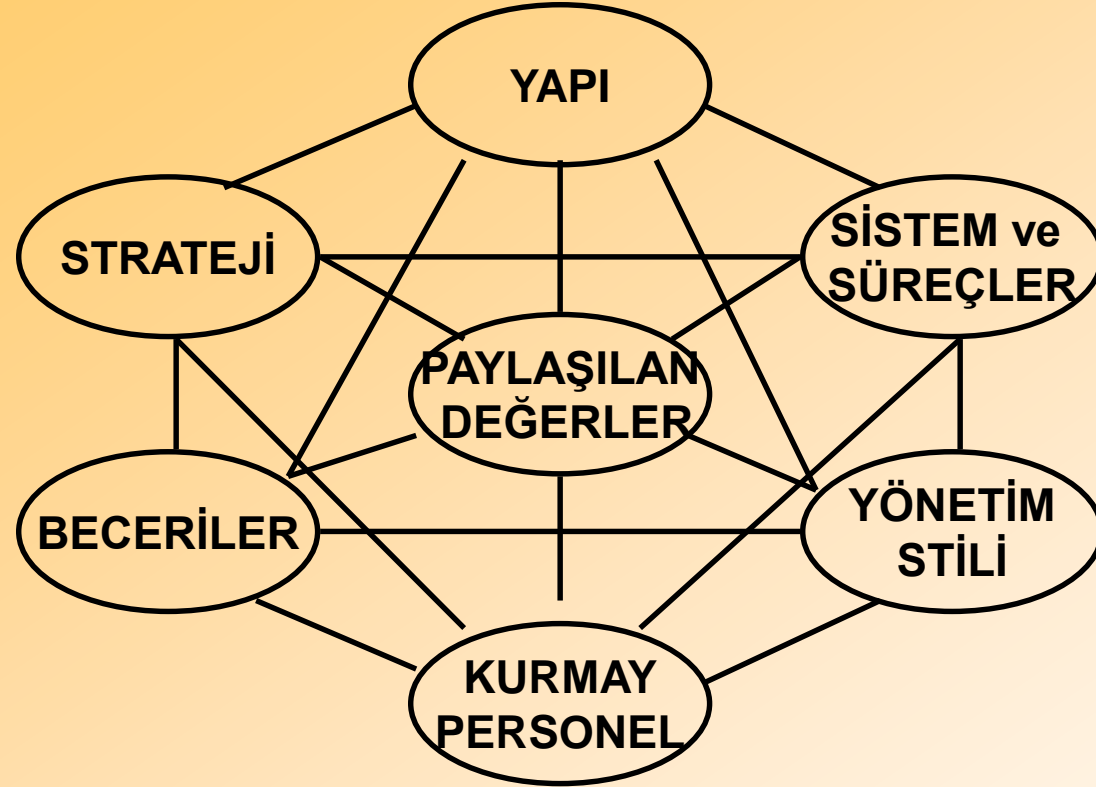 YAPI
STRATEJİ
SİSTEM ve
SÜREÇLER
PAYLAŞILAN
DEĞERLER
BECERİLER
YÖNETİM
STİLİ
KURMAY
PERSONEL